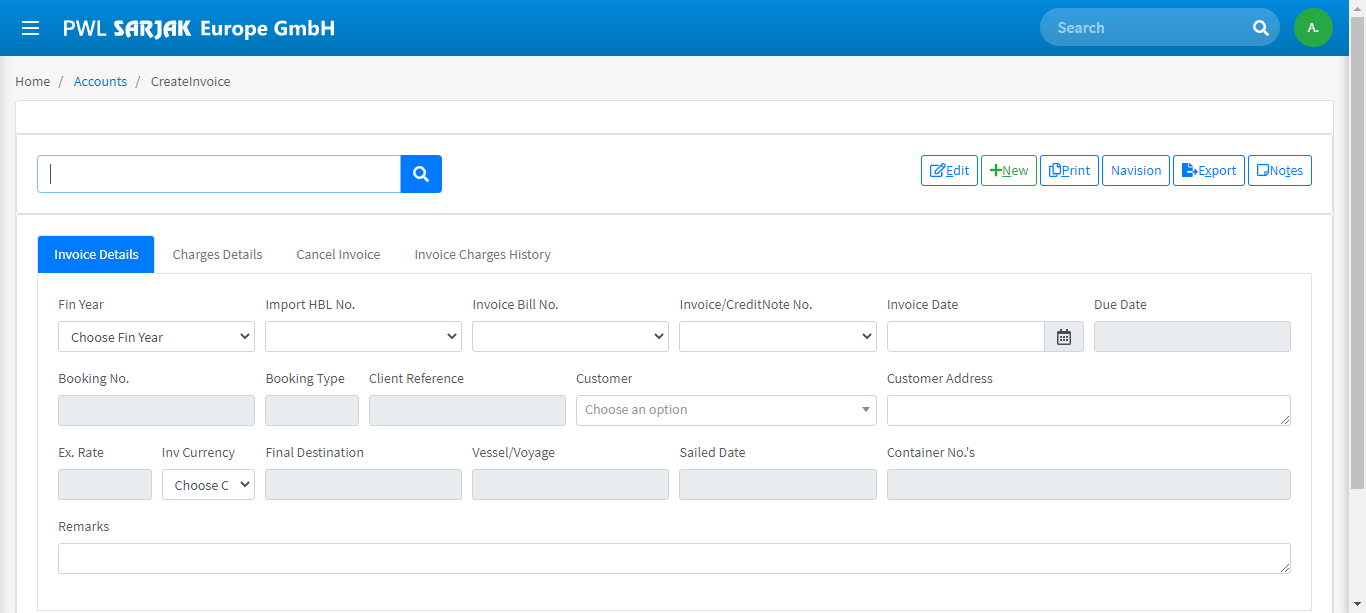 PWL SARJAK Europe GmbH Search A.
Home / Accounts / CreateInvoice
Edit New Print Navision Export Notes
Invoice Details Charges Details Cancel Invoice Invoice Charges History
Fin Year Import HBL No. Invoice Bill No. Invoice/CreditNote No. Invoice Date Due Date
Choose Fin Year
Booking No. Booking Type Client Reference Customer Customer Address
Choose an option
Ex. Rate Inv Currency Final Destination Vessel/Voyage Sailed Date Container No.'s
Choose C
Remarks